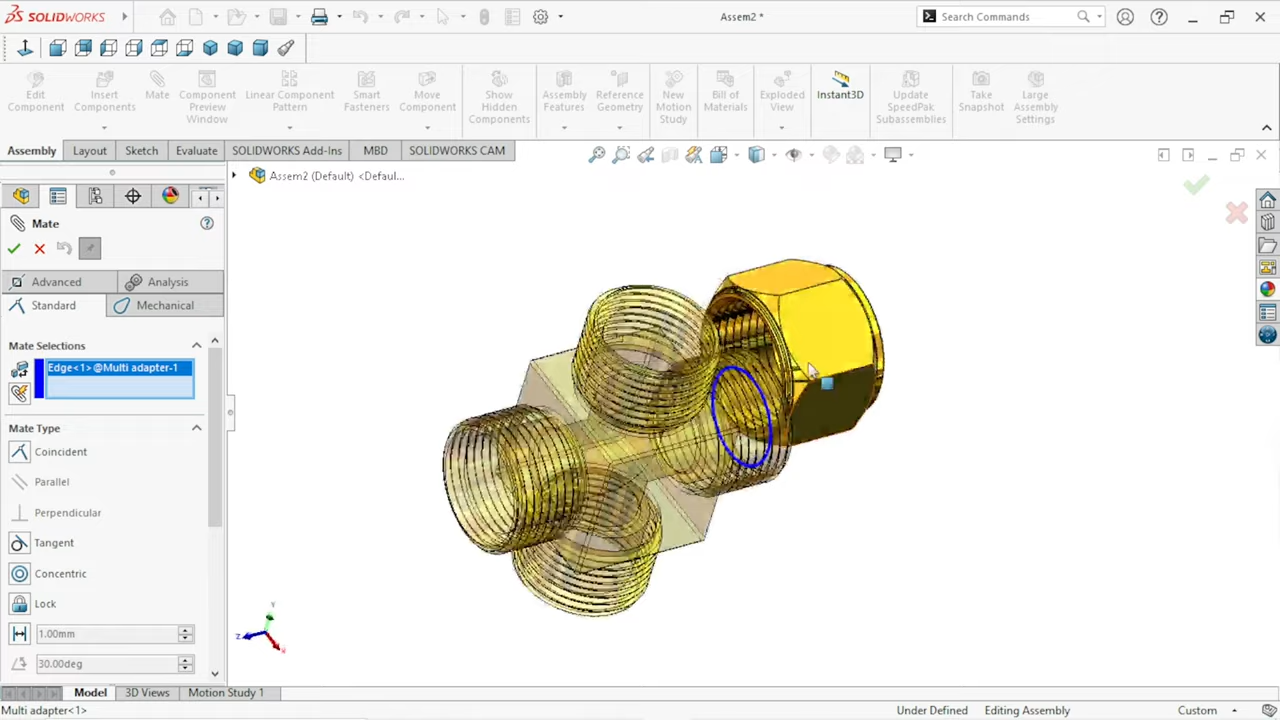 SOLIDWORKS
Assem2 *
Search Commands
Edit Component
Insert Components
Mate
Component Preview Window
Linear Component Pattern
Smart Fasteners
Move Component
Show Hidden Components
Assembly Features
Reference Geometry
New Motion Study
Bill of Materials
Exploded View
Instant3D
Update SpeedPak Subassemblies
Take Snapshot
Large Assembly Settings
Assembly
Layout
Sketch
Evaluate
SOLIDWORKS Add-Ins
MBD
SOLIDWORKS CAM
Assem2 (Default) <Defaul...
Mate
Advanced
Analysis
Standard
Mechanical
Mate Selections
Edge<1>@Multi adapter-1
Mate Type
Coincident
Parallel
Perpendicular
Tangent
Concentric
Lock
1.00mm
30.00deg
Y
Z
X
Model
3D Views
Motion Study 1
Multi adapter<1>
Under Defined
Editing Assembly
Custom